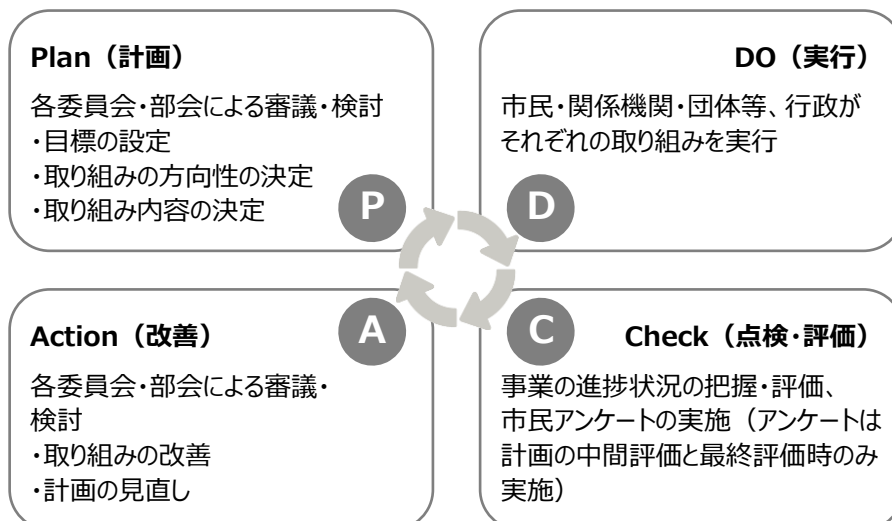 Plan（計画）
各委員会・部会による審議・検討
・目標の設定
・取り組みの方向性の決定
・取り組み内容の決定
P
DO（実行）
市民・関係機関・団体等、行政が
それぞれの取り組みを実行
D
Action（改善）
各委員会・部会による審議・
検討
・取り組みの改善
・計画の見直し
A
C
Check（点検・評価）
事業の進捗状況の把握・評価、
市民アンケートの実施（アンケートは
計画の中間評価と最終評価時のみ
実施）